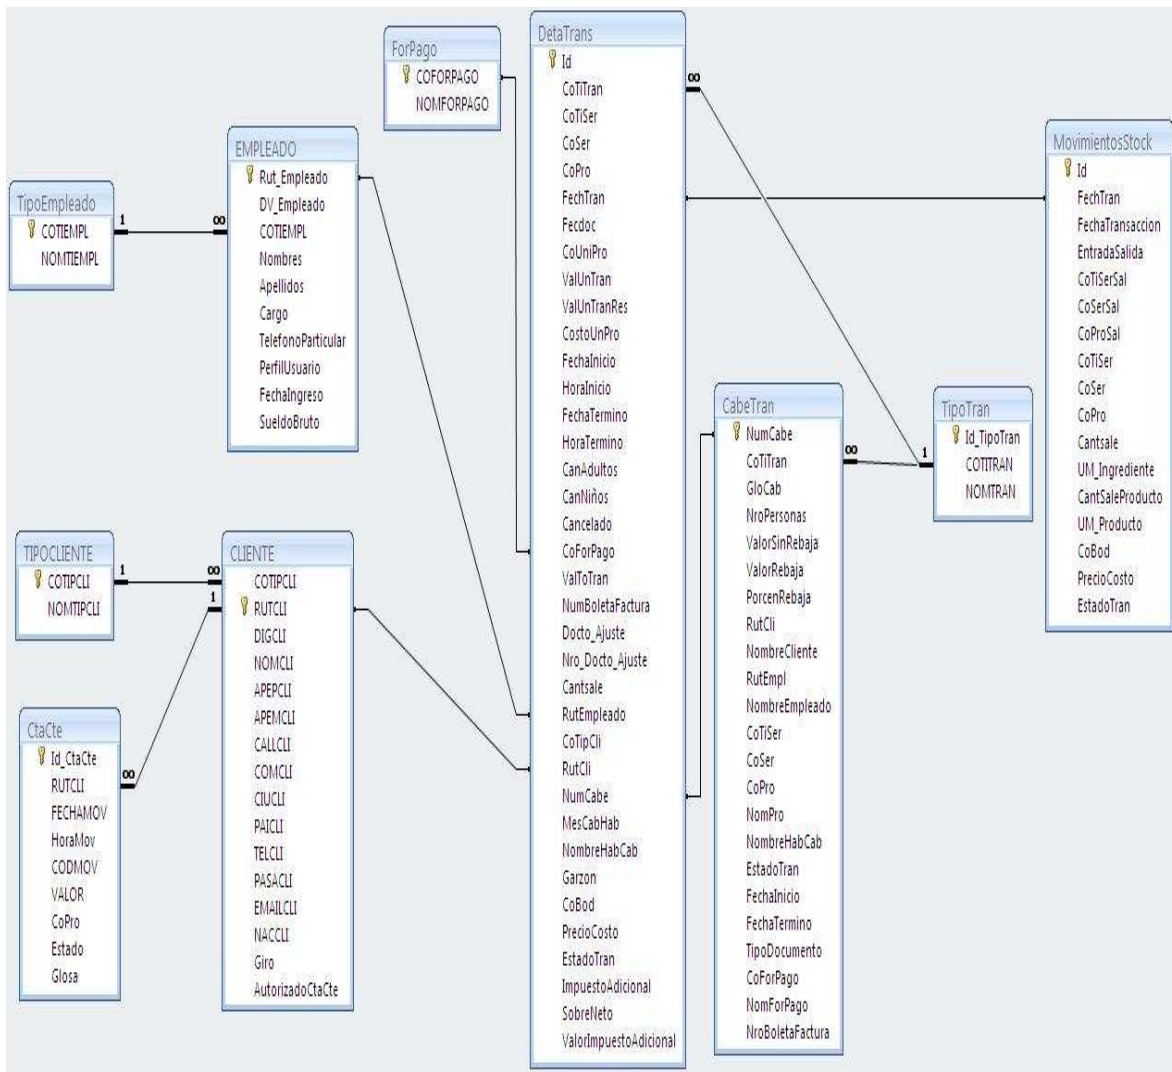 ForPago
COFORPAGO
NOMFORPAGO
EMPLEADO
Rut_Empleado
DV_Empleado
COTIEMPL
Nombres
Apellidos
Cargo
TelefonoParticular
PerfilUsuario
FechaIngreso
SueldoBruto
TipoEmpleado
COTIEMPL
NOMTIEMPL
1
∞
TIPOCLIENTE
COTIPCLI
NOMTIPCLI
1
∞
1
CLIENTE
COTIPCLI
RUTCLI
DIGCLI
NOMCLI
APEPCLI
APEMCLI
CALLCLI
COMCLI
CIUCLI
PAICLI
TELCLI
PASACLI
EMAILCLI
NACCLI
Giro
AutorizadoCtaCte
CtaCte
Id_CtaCte
RUTCLI
FECHAMOV
HoraMov
CODMOV
VALOR
CoPro
Estado
Glosa
∞
DetaTrans
Id
CoTiTran
CoTiSer
CoSer
CoPro
FechTran
Fecdoc
CoUniPro
ValUnTran
ValUnTranRes
CostoUnPro
FechaInicio
HoraInicio
FechaTermino
HoraTermino
CanAdultos
CanNiños
Cancelado
CoForPago
ValToTran
NumBoletaFactura
Docto_Ajuste
Nro_Docto_Ajuste
Cantsale
RutEmpleado
CoTipCli
RutCli
NumCabe
MesCabHab
NombreHabCab
Garzon
CoBod
PrecioCosto
EstadoTran
ImpuestoAdicional
SobreNeto
ValorImpuestoAdicional
∞
CabeTran
NumCabe
CoTiTran
GloCab
NroPersonas
ValorSinRebaja
ValorRebaja
PorcenRebaja
RutCli
NombreCliente
RutEmpl
NombreEmpleado
CoTiSer
CoSer
CoPro
NomPro
NombreHabCab
EstadoTran
FechaInicio
FechaTermino
TipoDocumento
CoForPago
NomForPago
NroBoletaFactura
∞
1
TipoTran
Id_TipoTran
COTITRAN
NOMTRAN
MovimientosStock
Id
FechTran
FechaTransaccion
EntradaSalida
CoTiSerSal
CoSerSal
CoProSal
CoTiSer
CoSer
CoPro
Cantsale
UM_Ingrediente
CantSaleProducto
UM_Producto
CoBod
PrecioCosto
EstadoTran